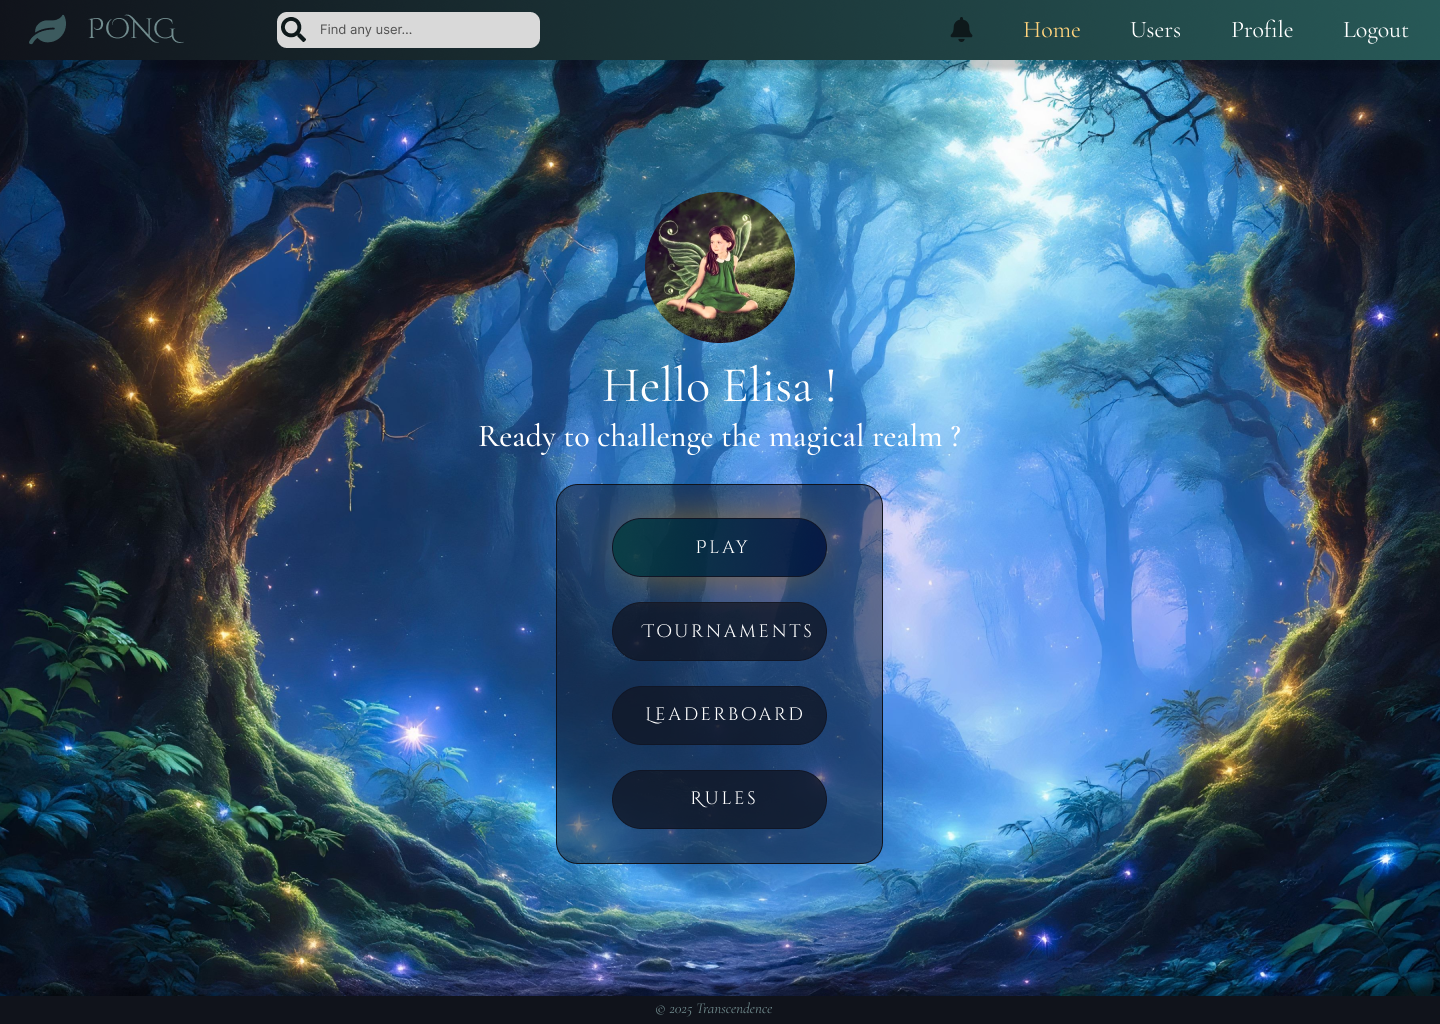 PONG
Find any user...
Home
Users
Profile
Logout
Hello Elisa !
Ready to challenge the magical realm ?
Play
Tournaments
Leaderboard
Rules
© 2025 Transcendence